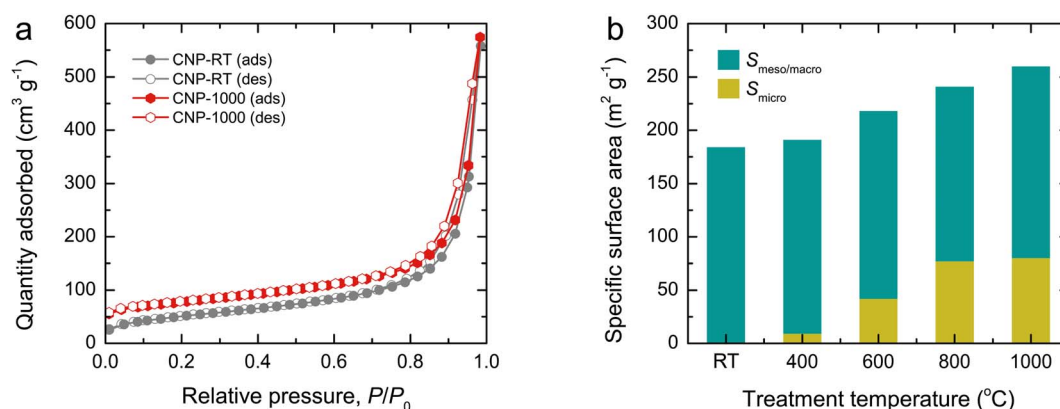 a
600
500
400
300
200
100
0
Quantity adsorbed (cm³ g⁻¹)
CNP-RT (ads)
CNP-RT (des)
CNP-1000 (ads)
CNP-1000 (des)
0.0 0.2 0.4 0.6 0.8 1.0
Relative pressure, P/P₀
b
300
250
200
150
100
50
0
Specific surface area (m² g⁻¹)
S meso/macro
S micro
RT 400 600 800 1000
Treatment temperature (°C)